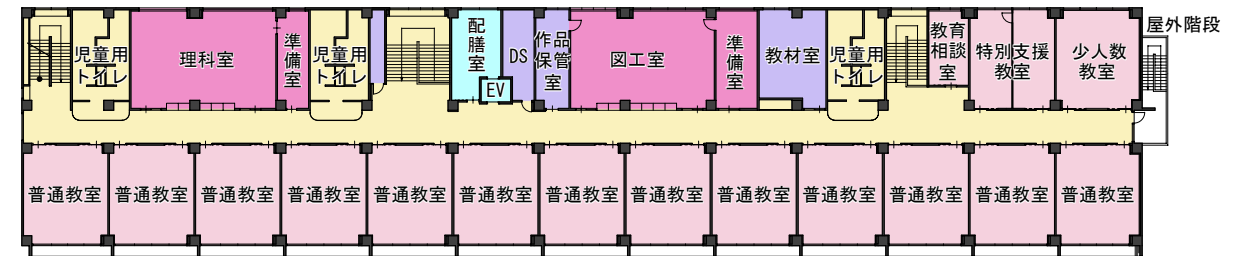 屋外階段
児童用
トイレ
理科室
準
備
室
児童用
トイレ
配
膳
室
EV
DS
作品
保管
室
図工室
準
備
室
教材室
児童用
トイレ
教育
相談
室
特別支援
教室
少人数
教室
普通教室
普通教室
普通教室
普通教室
普通教室
普通教室
普通教室
普通教室
普通教室
普通教室
普通教室
普通教室
普通教室